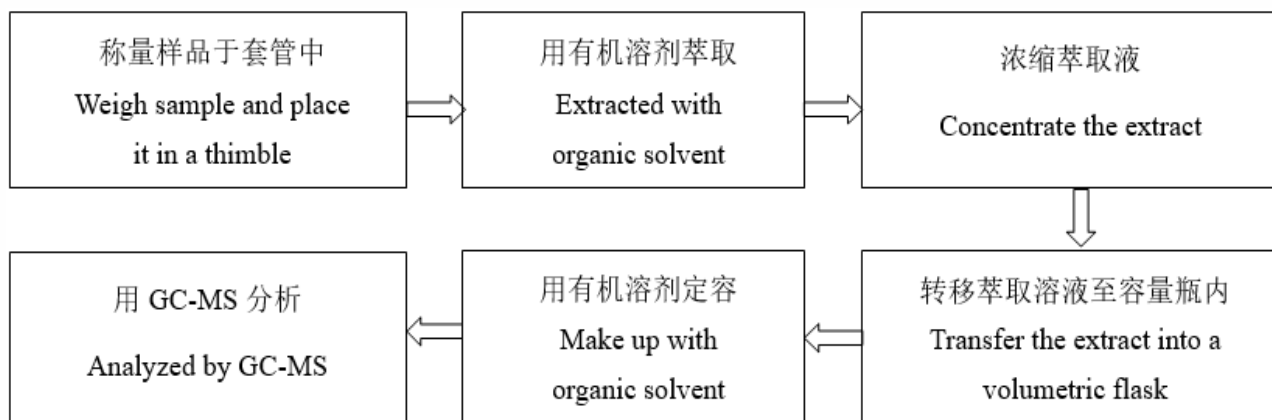 称量样品于套管中
Weigh sample and place
it in a thimble
用有机溶剂萃取
Extracted with
organic solvent
浓缩萃取液
Concentrate the extract
转移萃取溶液至容量瓶内
Transfer the extract into a
volumetric flask
用有机溶剂定容
Make up with
organic solvent
用 GC-MS 分析
Analyzed by GC-MS